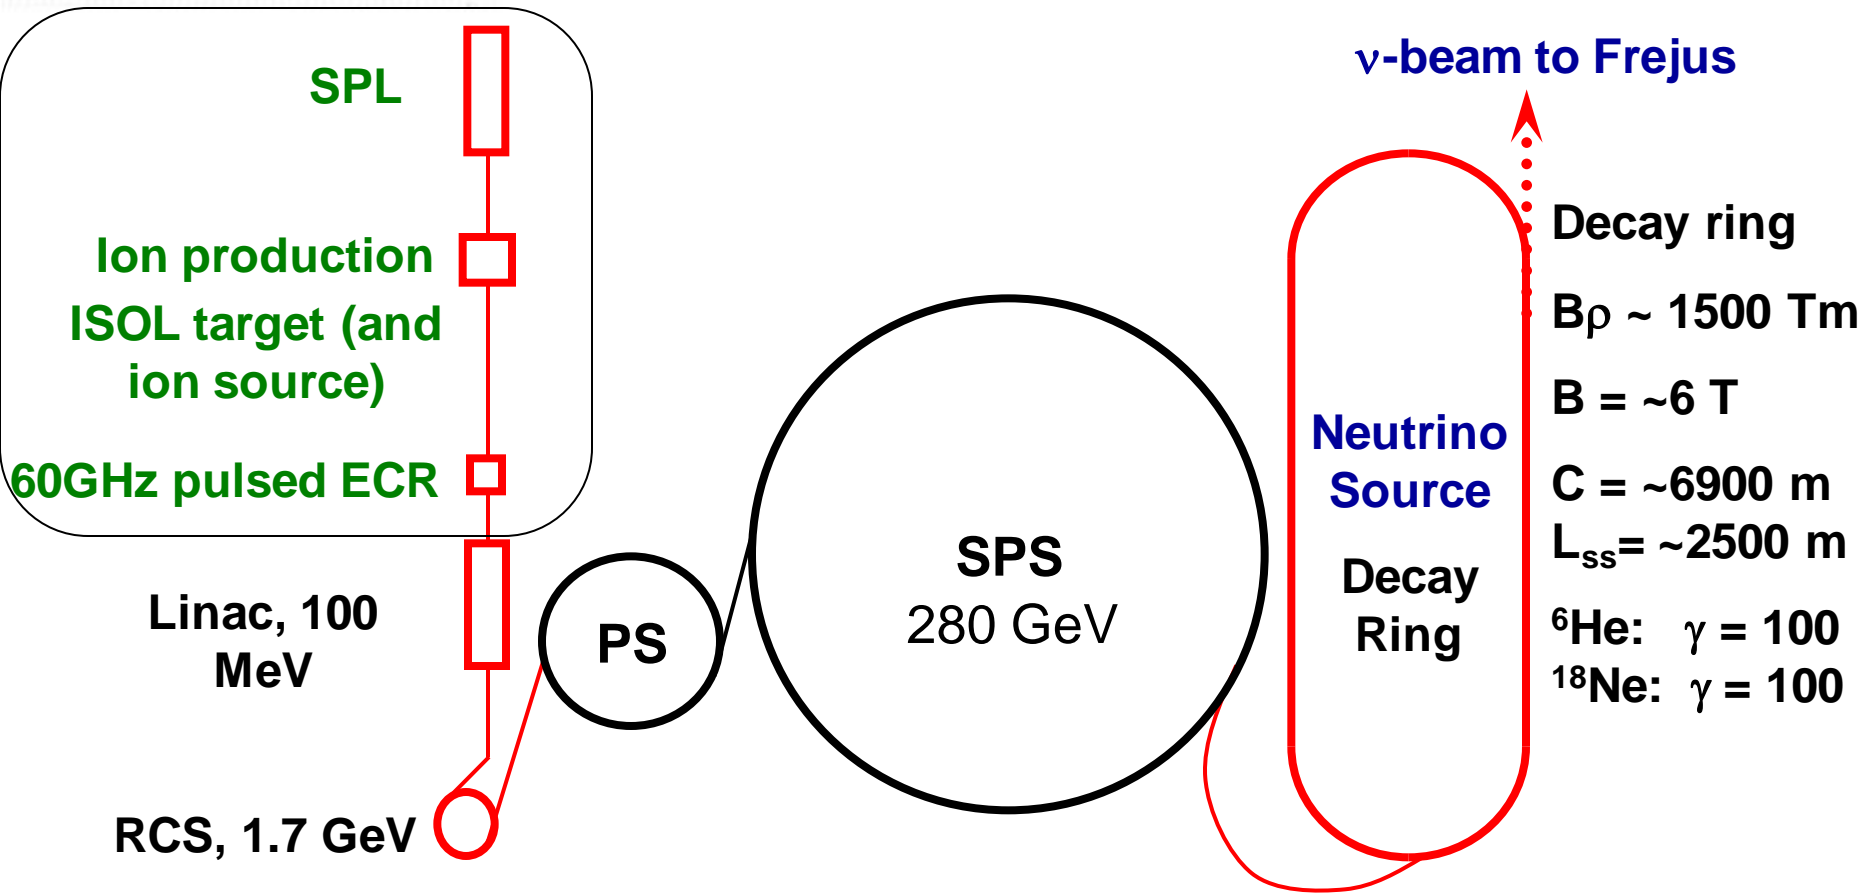 SPL
Ion production
ISOL target (and
ion source)
60GHz pulsed ECR
Linac, 100
MeV
RCS, 1.7 GeV
PS
SPS
280 GeV
ν-beam to Frejus
Neutrino
Source
Decay
Ring
Decay ring
Bρ ~ 1500 Tm
B = ~6 T
C = ~6900 m
Lss= ~2500 m
6He: γ = 100
18Ne: γ = 100